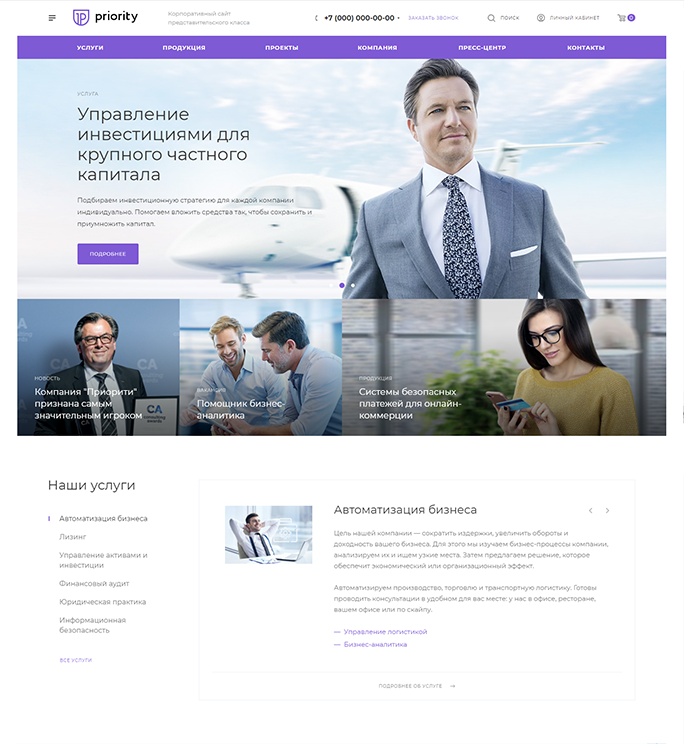 priority
Корпоративный сайт
представительского класса
+7 (000) 000-00-00
ЗАКАЗАТЬ ЗВОНОК
ПОИСК
ЛИЧНЫЙ КАБИНЕТ
0
УСЛУГИ
ПРОДУКЦИЯ
ПРОЕКТЫ
КОМПАНИЯ
ПРЕСС-ЦЕНТР
КОНТАКТЫ
УСЛУГА
Управление
инвестициями для
крупного частного
капитала
Подбираем инвестиционную стратегию для каждой компании
индивидуально. Помогаем вложить средства так, чтобы сохранить и
приумножить капитал.
ПОДРОБНЕЕ
НОВОСТЬ
Компания "Приорити"
признана самым
значительным игроком
CA
CA
ВАКАНСИЯ
Помощник бизнес-
аналитика
ПРОДУКЦИЯ
Системы безопасных
платежей для онлайн-
коммерции
Наши услуги
Автоматизация бизнеса
Лизинг
Управление активами и
инвестиции
Финансовый аудит
Юридическая практика
Информационная
безопасность
ВСЕ УСЛУГИ
Автоматизация бизнеса
Цель нашей компании — сократить издержки, увеличить обороты и
доходность вашего бизнеса. Для этого мы изучаем бизнес-процессы компании,
анализируем их и ищем узкие места. Затем предлагаем решение, которое
обеспечит экономический или организационный эффект.
Автоматизируем производство, торговлю и транспортную логистику. Готовы
проводить консультации в удобном для вас месте: у нас в офисе, ресторане,
вашем офисе или по скайпу.
— Управление логистикой
— Бизнес-аналитика
ПОДРОБНЕЕ ОБ УСЛУГЕ →